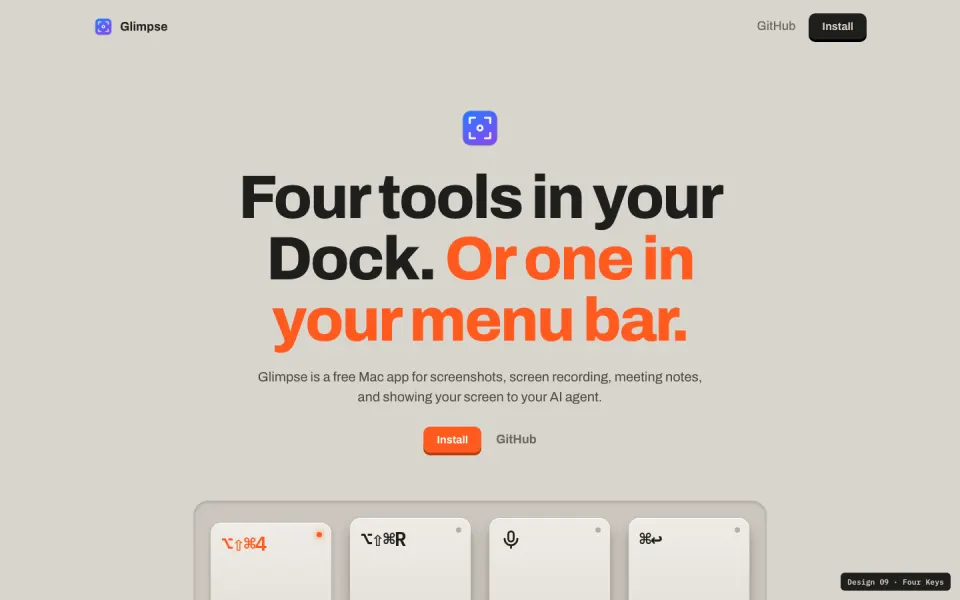 Glimpse
GitHub
Install
Four tools in your
Dock. Or one in
your menu bar.
Glimpse is a free Mac app for screenshots, screen recording, meeting notes,
and showing your screen to your AI agent.
Install
GitHub
⌥⇧⌘4
⌥⇧⌘R
⌘↩
Design 09 · Four Keys